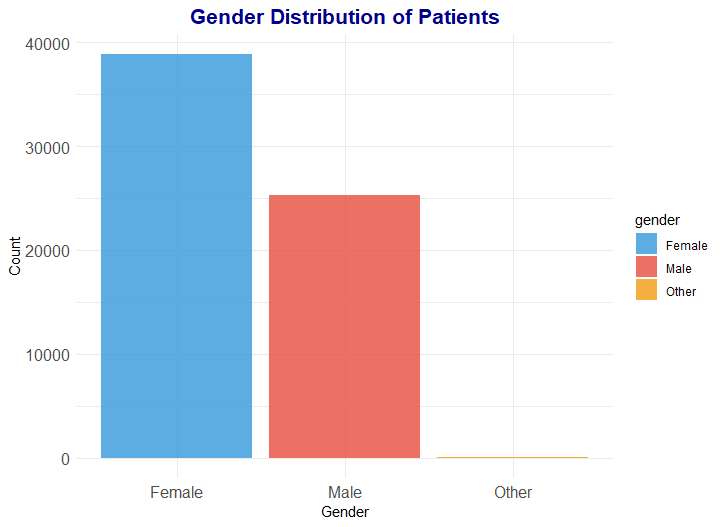 Gender Distribution of Patients
40000
30000
20000
10000
0
Count
Female
Male
Other
Gender
gender
Female
Male
Other